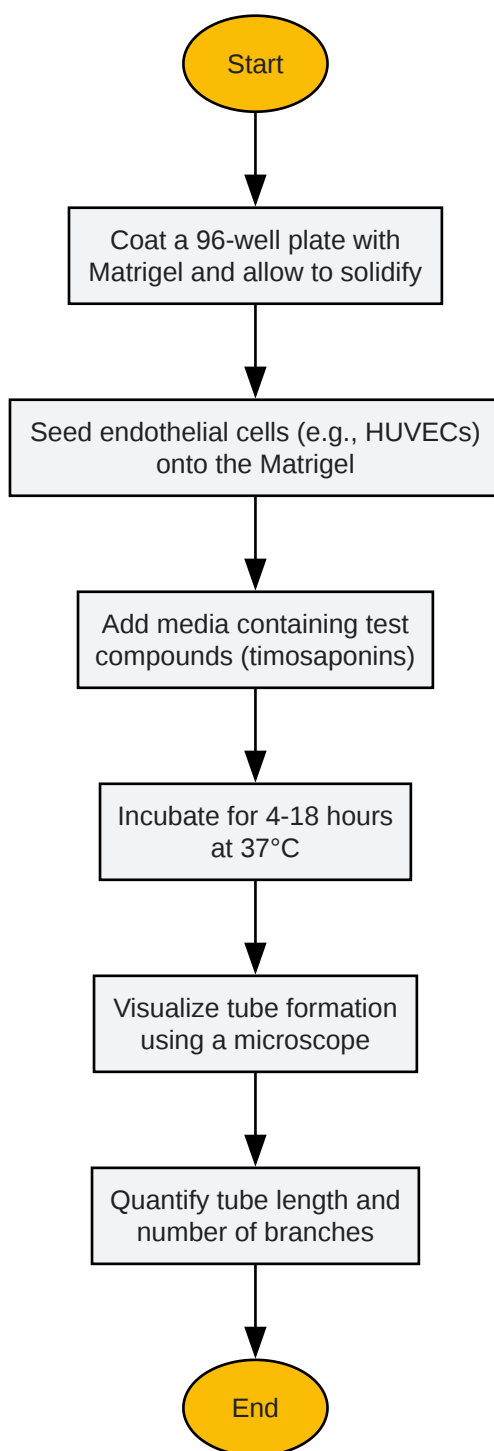 Start
Coat a 96-well plate with
Matrigel and allow to solidify
Seed endothelial cells (e.g., HUVECs)
onto the Matrigel
Add media containing test
compounds (timosaponins)
Incubate for 4-18 hours
at 37°C
Visualize tube formation
using a microscope
Quantify tube length and
number of branches
End